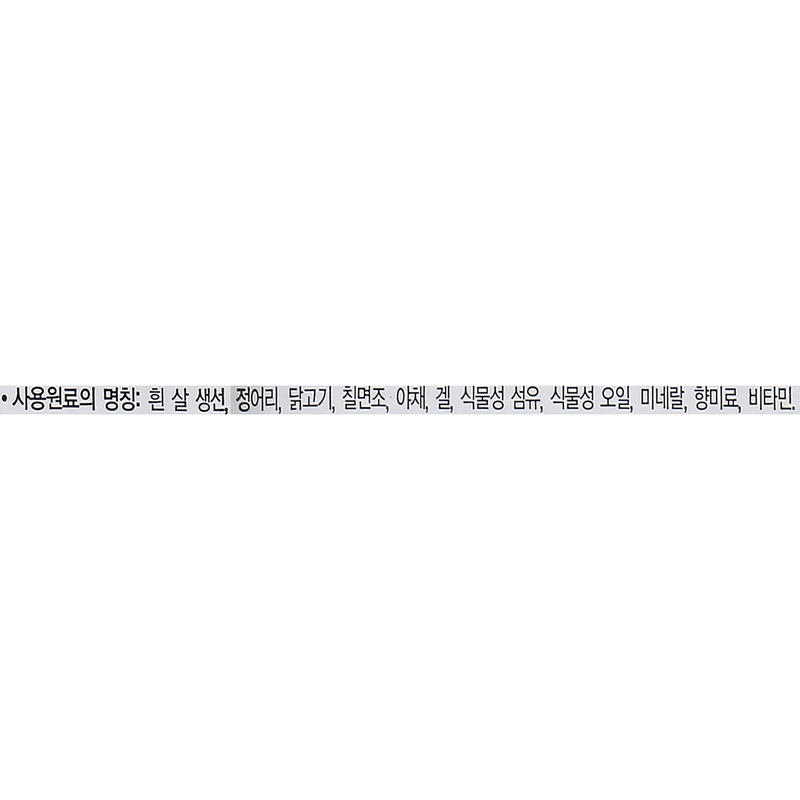 • 사용원료의 명칭: 흰 살 생선, 정어리, 닭고기, 칠면조, 야채, 겔, 식물성 섬유, 식물성 오일, 미네랄, 향미료, 비타민.